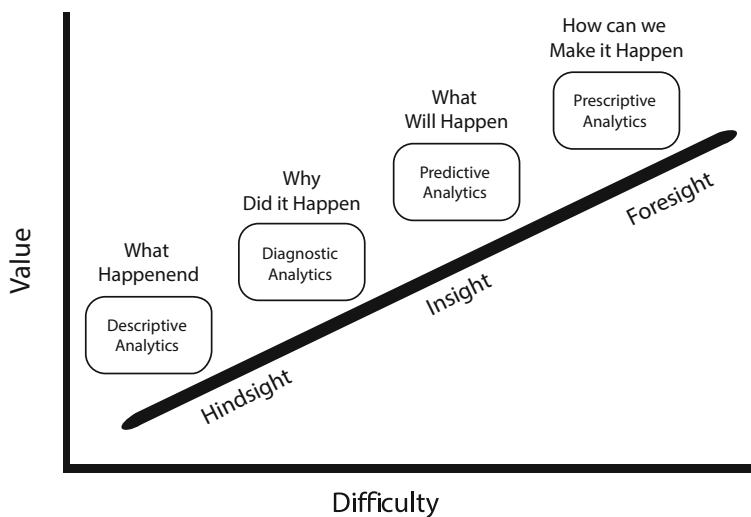 How can we
Make it Happen
Prescriptive
Analytics
What
Will Happen
Predictive
Analytics
Why
Did it Happen
Diagnostic
Analytics
What
Happenend
Descriptive
Analytics
Value
Hindsight
Insight
Foresight
Difficulty